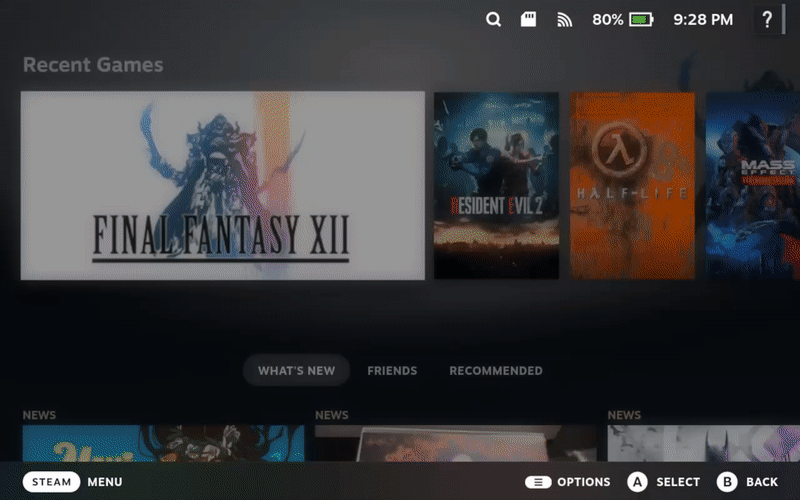 80% 9:28 PM ?
Recent Games
FINAL FANTASY XII
RESIDENT EVIL 2
HALF-LIFE
MASS
EFFECT
WHAT'S NEW FRIENDS RECOMMENDED
NEWS NEWS NEWS
STEAM MENU OPTIONS A SELECT B BACK